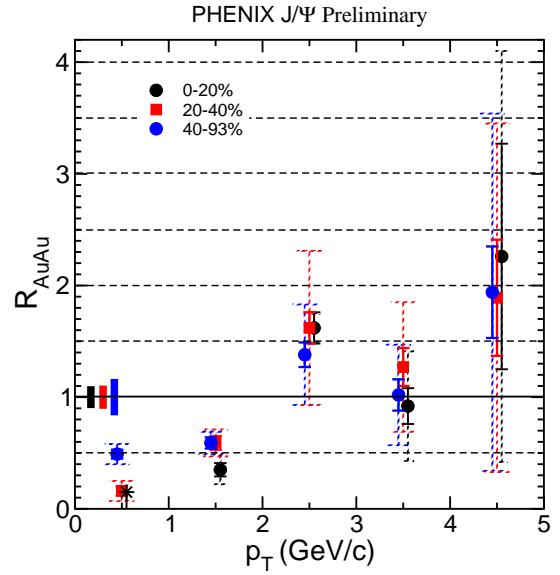 PHENIX J/Ψ Preliminary
4
0-20%
20-40%
40-93%
3
R_AuAu
2
1
0
0 1 2 3 4 5
p_T (GeV/c)